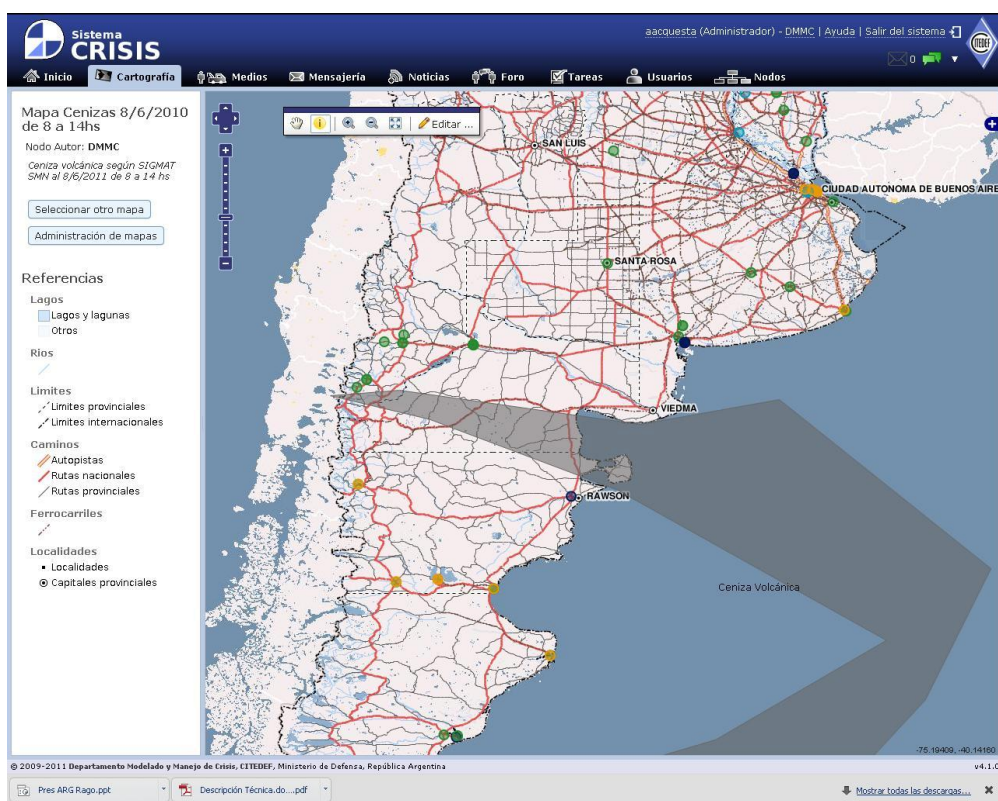 Sistema
CRISIS
aacquesta (Administrador) - DMMC | Ayuda | Salir del sistema
CITEDEF
0
Inicio
Cartografía
Medios
Mensajería
Noticias
Foro
Tareas
Usuarios
Nodos
Mapa Cenizas 8/6/2010
de 8 a 14hs
Nodo Autor: DMMC
Ceniza volcánica según SIGMAT
SMN al 8/6/2011 de 8 a 14 hs
Seleccionar otro mapa
Administración de mapas
Referencias
Lagos
Lagos y lagunas
Otros
Rios
Limites
Limites provinciales
Limites internacionales
Caminos
Autopistas
Rutas nacionales
Rutas provinciales
Ferrocarriles
Localidades
Localidades
Capitales provinciales
Editar ...
SAN LUIS
CIUDAD AUTONOMA DE BUENOS AIRE
SANTA ROSA
VIEDMA
RAWSON
Ceniza Volcánica
-75.19409, -40.14160
© 2009-2011 Departamento Modelado y Manejo de Crisis, CITEDEF, Ministerio de Defensa, República Argentina
v4.1.0
Pres ARG Rago.ppt
Descripción Técnica.do....pdf
Mostrar todas las descargas...